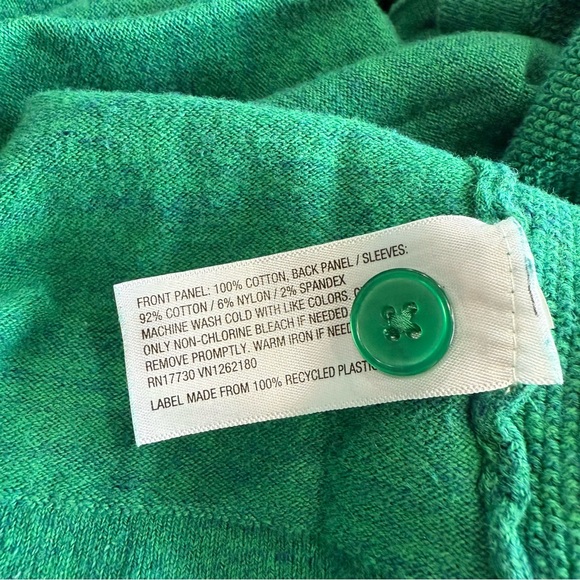 FRONT PANEL: 100% COTTON. BACK PANEL / SLEEVES:
92% COTTON / 6% NYLON / 2% SPANDEX
MACHINE WASH COLD WITH LIKE COLORS.
ONLY NON-CHLORINE BLEACH IF NEEDED
REMOVE PROMPTLY. WARM IRON IF
RN17730 VN1262180
LABEL MADE FROM 100% RECYCLED